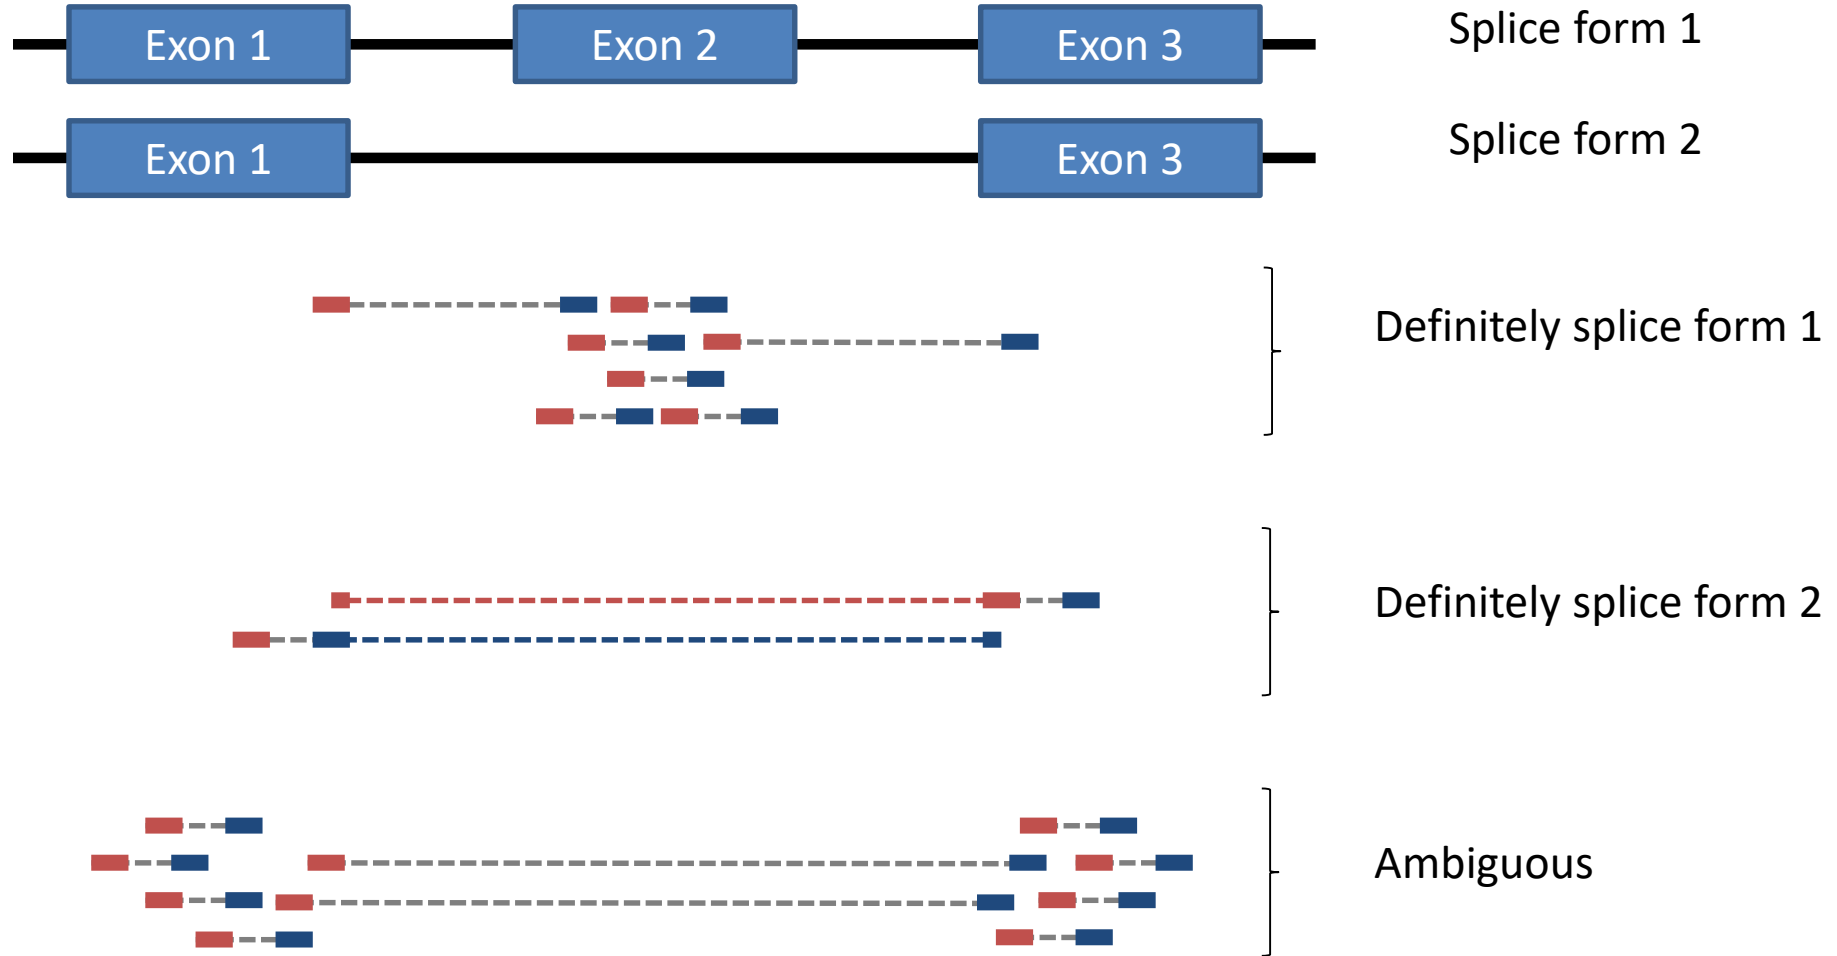 Exon 1
Exon 2
Exon 3
Splice form 1
Exon 1
Exon 3
Splice form 2
Definitely splice form 1
Definitely splice form 2
Ambiguous